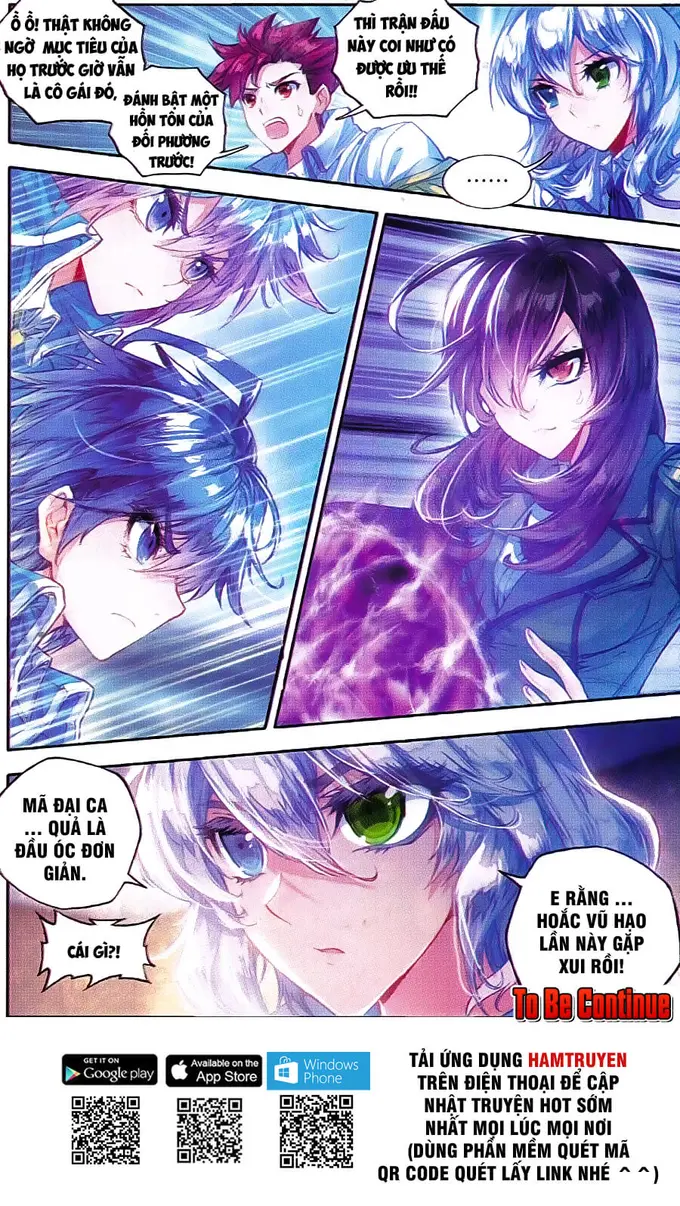 Ồ Ồ! THẬT KHÔNG
NGỜ MỤC TIÊU CỦA
HỌ TRƯỚC GIỜ VẪN
LÀ CÔ GÁI ĐÓ,
ĐÁNH BẬT MỘT
HỒN TÔN CỦA
ĐỐI PHƯƠNG
TRƯỚC!
THÌ TRẬN ĐẤU
NÀY COI NHƯ CÓ
ĐƯỢC ƯU THẾ
RỒI!!
......
MÃ ĐẠI CA
... QUẢ LÀ
ĐẦU ÓC ĐƠN
GIẢN.
CÁI GÌ?!
E RẰNG ...
HOẮC VŨ HẠO
LẦN NÀY GẶP
XUI RỒI!
To Be Continue
GET IT ON
Google play
Available on the
App Store
Windows
Phone
TẢI ỨNG DỤNG HAMTRUYEN
TRÊN ĐIỆN THOẠI ĐỂ CẬP
NHẬT TRUYỆN HOT SỚM
NHẤT MỌI LÚC MỌI NƠI
(DÙNG PHẦN MỀM QUÉT MÃ
QR CODE QUÉT LẤY LINK NHÉ ^ ^)